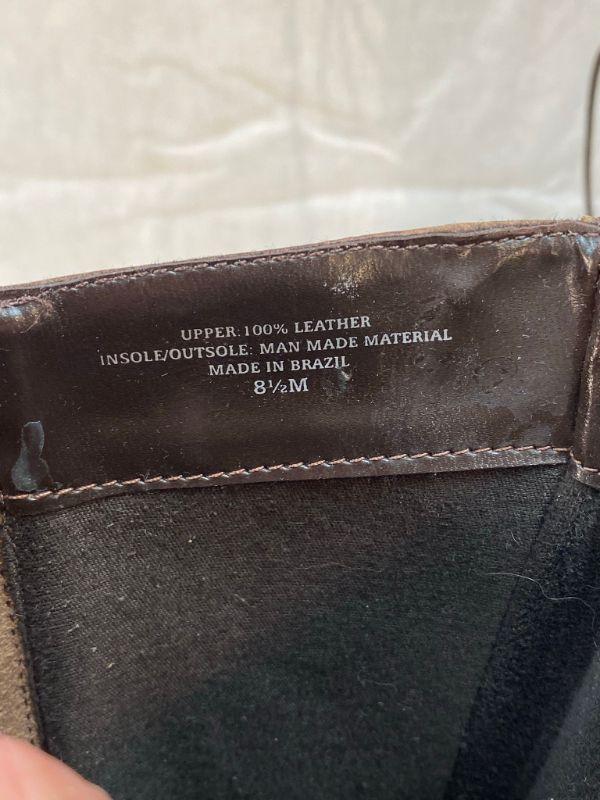 UPPER: 100% LEATHER
INSOLE/OUTSOLE: MAN MADE MATERIAL
MADE IN BRAZIL
8½M